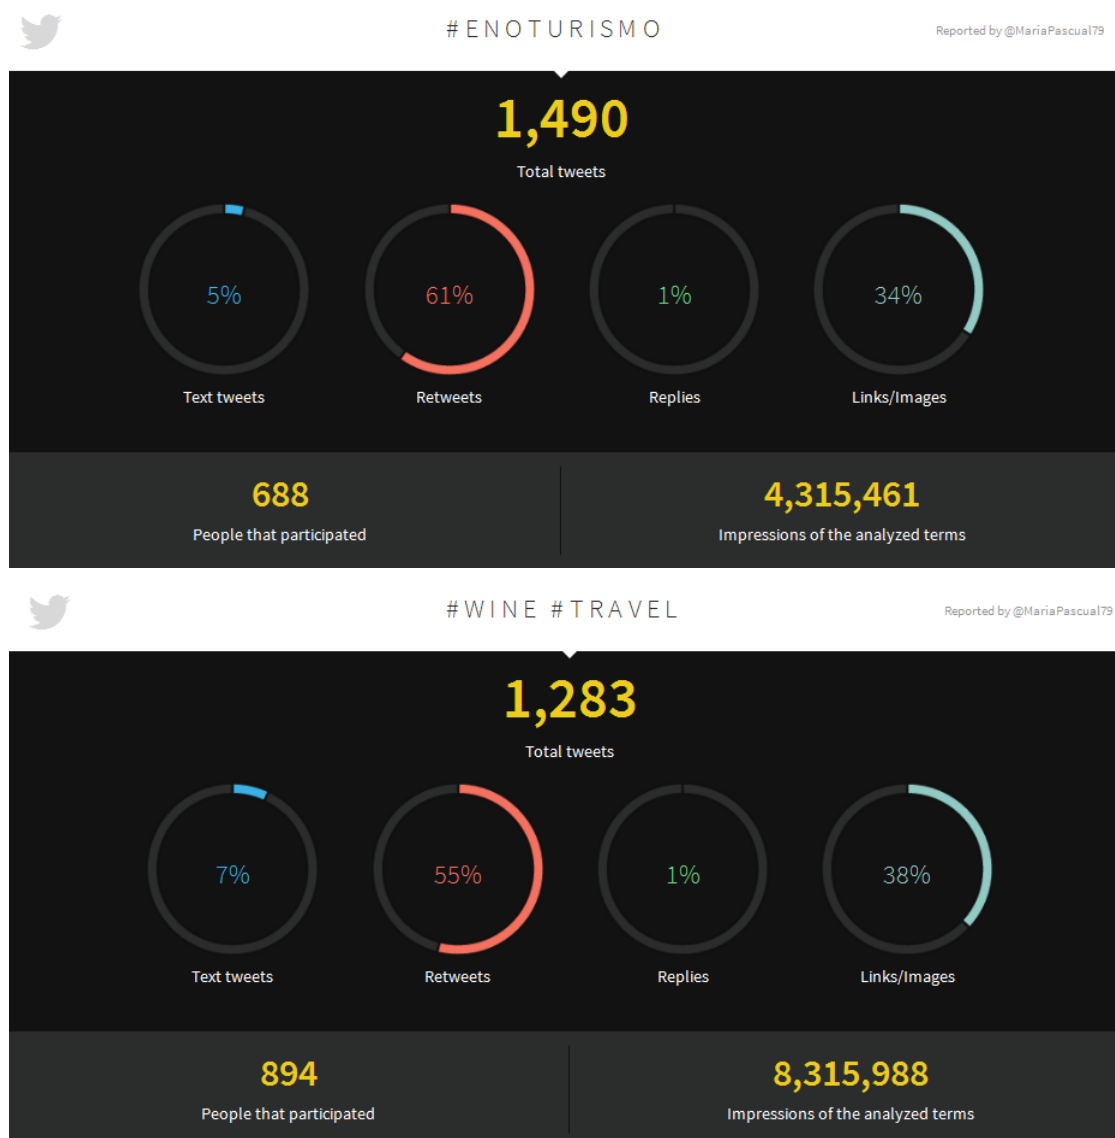 #ENOTURISMO
Reported by @MariaPascual79
1,490
Total tweets
5%
61%
1%
34%
Text tweets
Retweets
Replies
Links/Images
688
4,315,461
People that participated
Impressions of the analyzed terms
#WINE #TRAVEL
Reported by @MariaPascual79
1,283
Total tweets
7%
55%
1%
38%
Text tweets
Retweets
Replies
Links/Images
894
8,315,988
People that participated
Impressions of the analyzed terms